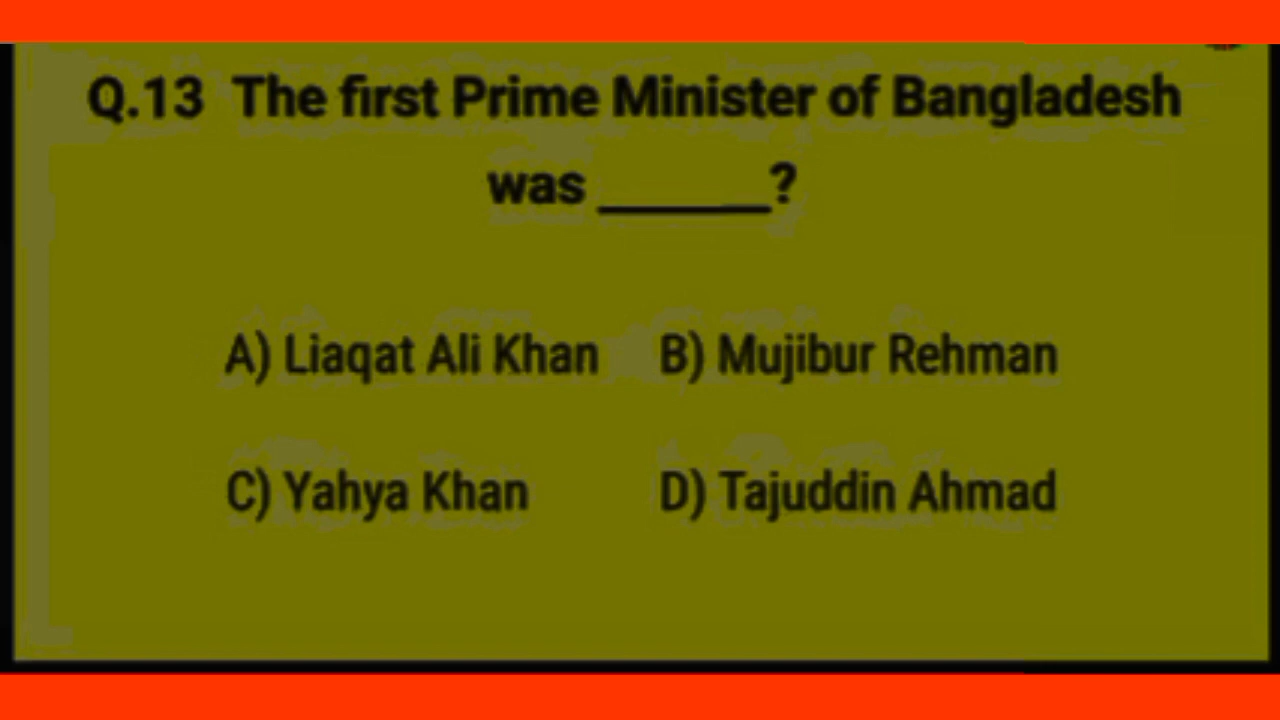 Q.13 The first Prime Minister of Bangladesh
was ______?
A) Liaqat Ali Khan B) Mujibur Rehman
C) Yahya Khan D) Tajuddin Ahmad